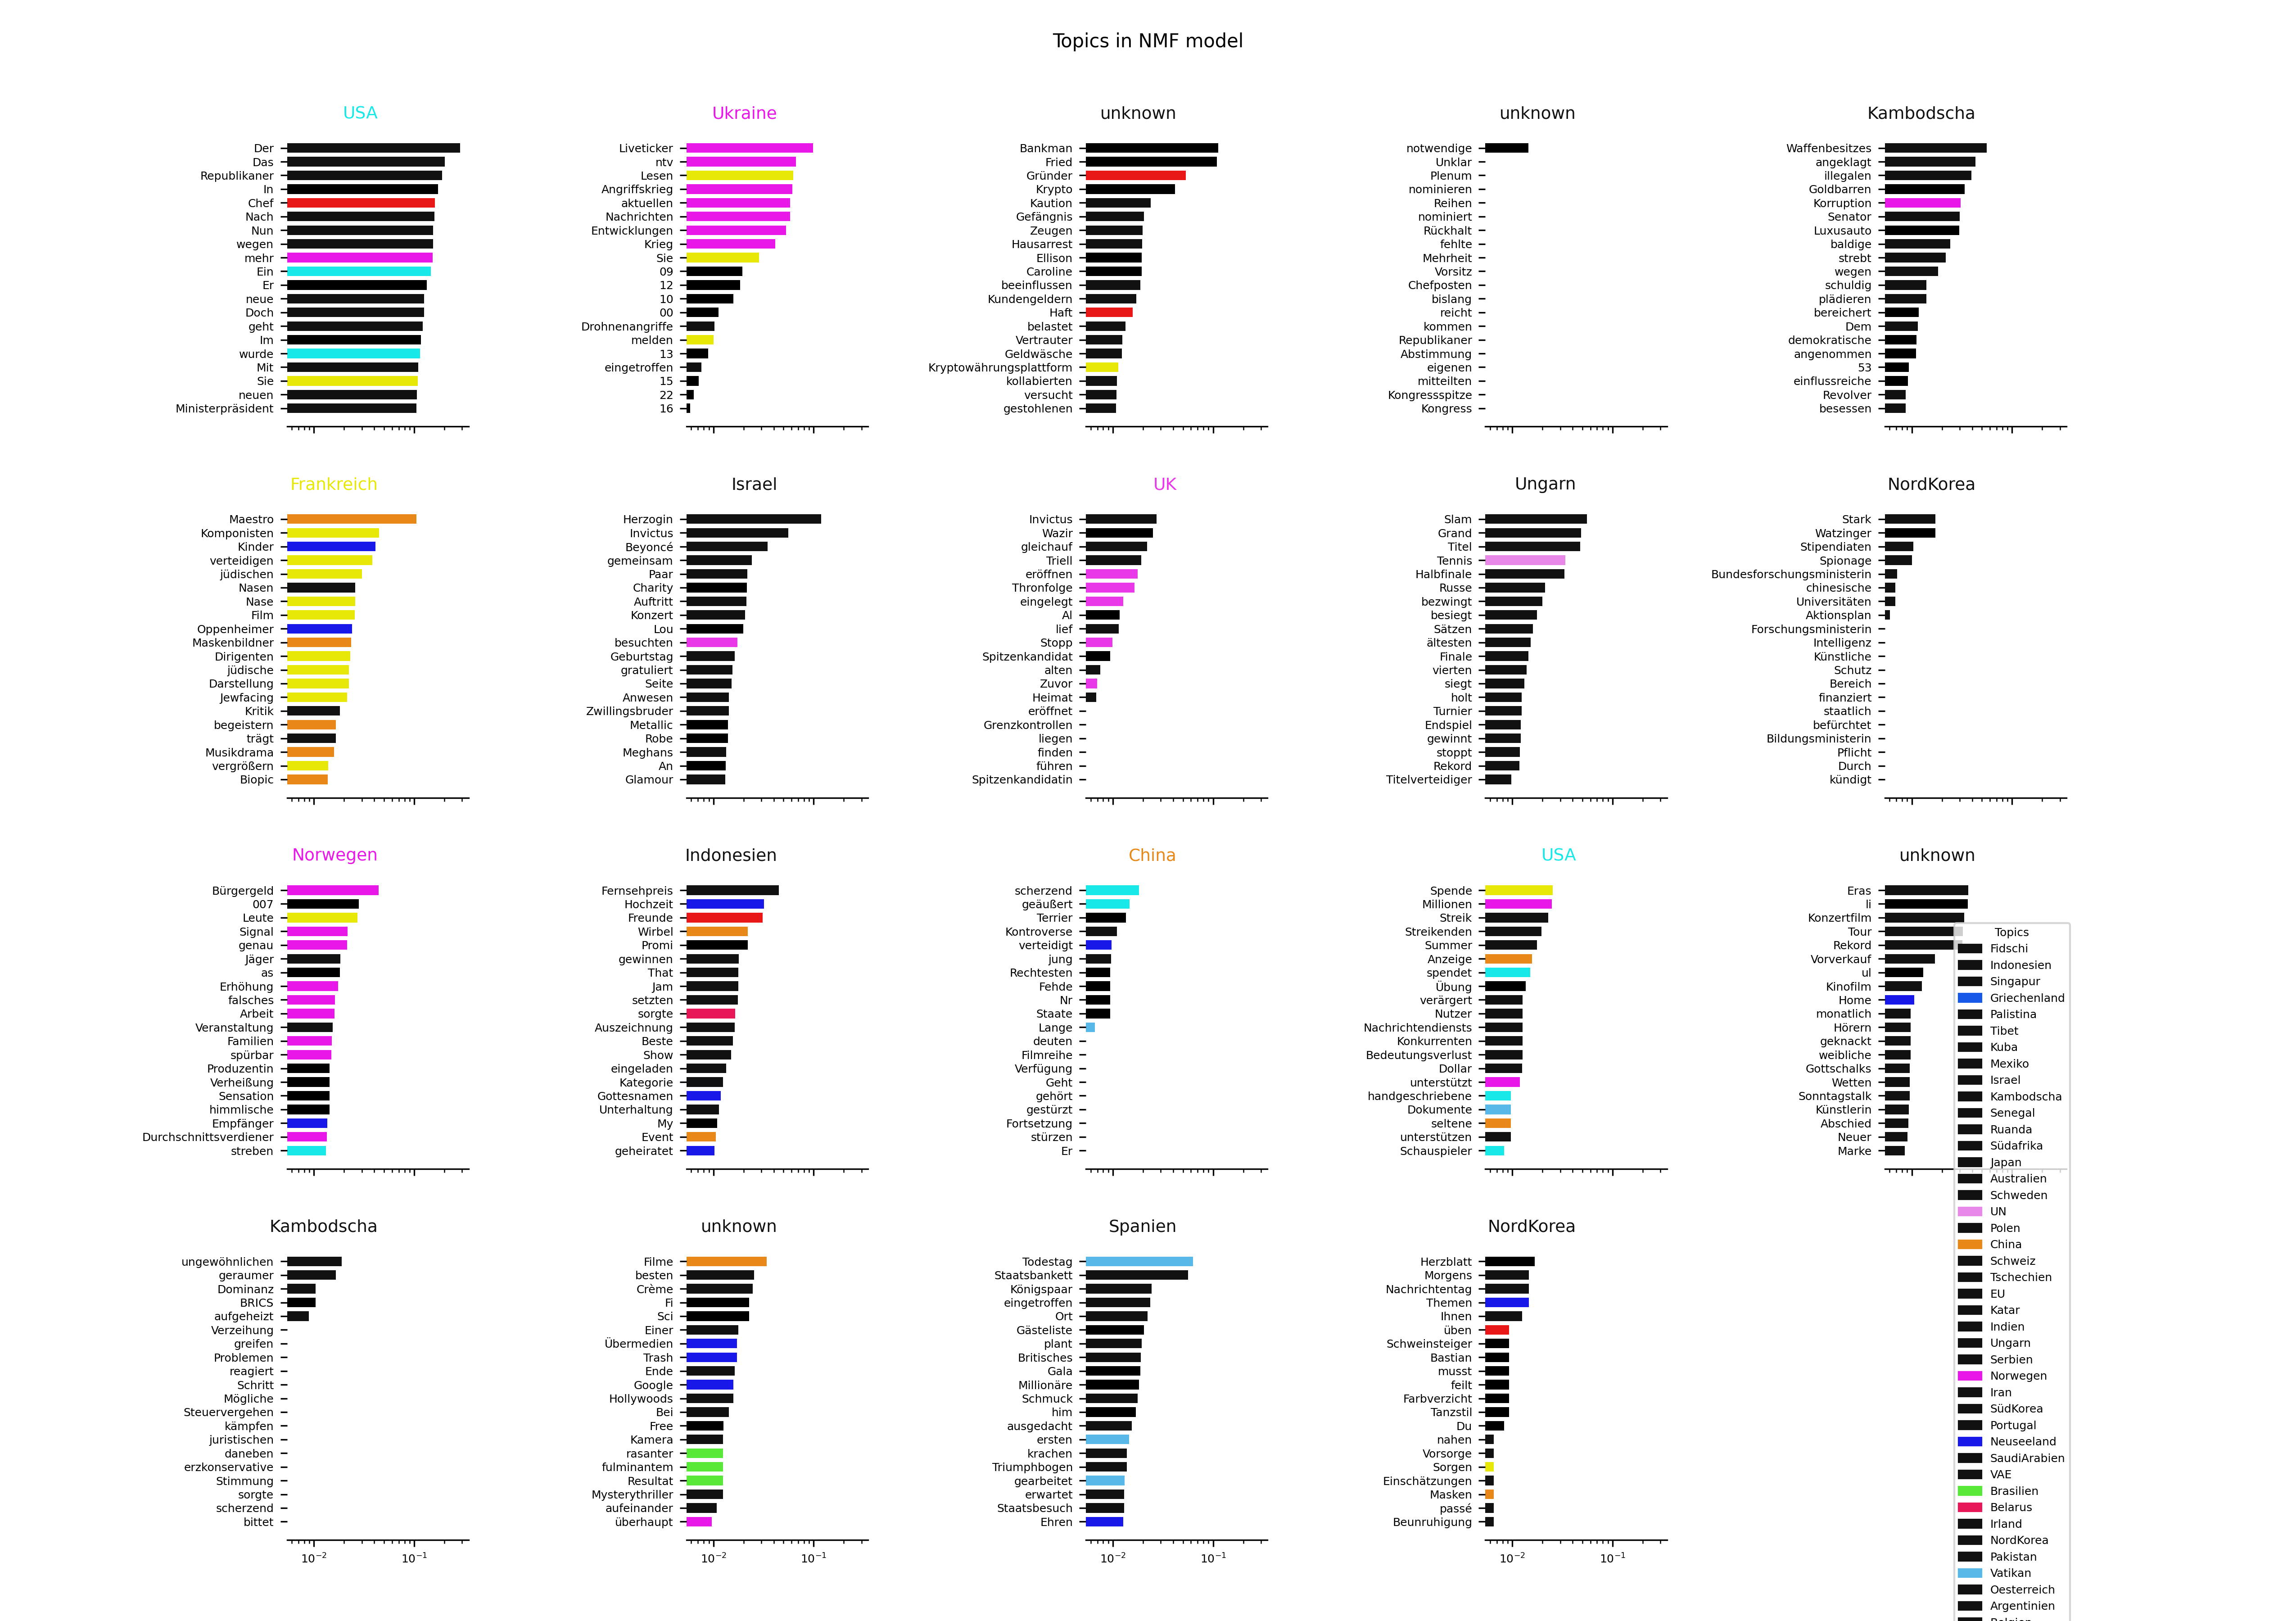 Topics in NMF model
USA
Der
Das
Republikaner
In
Chef
Nach
Nun
wegen
mehr
Ein
Er
neue
Doch
geht
Im
wurde
Mit
Sie
neuen
Ministerpräsident
Ukraine
Liveticker
ntv
Lesen
Angriffskrieg
aktuellen
Nachrichten
Entwicklungen
Krieg
Sie
09
12
10
00
Drohnenangriffe
melden
13
eingetroffen
15
22
16
unknown
Bankman
Fried
Gründer
Krypto
Kaution
Gefängnis
Zeugen
Hausarrest
Ellison
Caroline
beeinflussen
Kundengeldern
Haft
belastet
Vertrauter
Geldwäsche
Kryptowährungsplattform
kollabierten
versucht
gestohlenen
unknown
notwendige
Unklar
Plenum
nominieren
Reihen
nominiert
Rückhalt
fehlte
Mehrheit
Vorsitz
Chefposten
bislang
reicht
kommen
Republikaner
Abstimmung
eigenen
mitteilten
Kongressspitze
Kongress
Kambodscha
Waffenbesitzes
angeklagt
illegalen
Goldbarren
Korruption
Senator
Luxusauto
baldige
strebt
wegen
schuldig
plädieren
bereichert
Dem
demokratische
angenommen
53
einflussreiche
Revolver
besessen
Frankreich
Maestro
Komponisten
Kinder
verteidigen
jüdischen
Nasen
Nase
Film
Oppenheimer
Maskenbildner
Dirigenten
jüdische
Darstellung
Jewfacing
Kritik
begeistern
trägt
Musikdrama
vergrößern
Biopic
Israel
Herzogin
Invictus
Beyoncé
gemeinsam
Paar
Charity
Auftritt
Konzert
Lou
besuchten
Geburtstag
gratuliert
Seite
Anwesen
Zwillingsbruder
Metallic
Robe
Meghans
An
Glamour
UK
Invictus
Wazir
gleichauf
Triell
eröffnen
Thronfolge
eingelegt
Al
lief
Stopp
Spitzenkandidat
alten
Zuvor
Heimat
eröffnet
Grenzkontrollen
liegen
finden
führen
Spitzenkandidatin
Ungarn
Slam
Grand
Titel
Tennis
Halbfinale
Russe
bezwingt
besiegt
Sätzen
ältesten
Finale
vierten
siegt
holt
Turnier
Endspiel
gewinnt
stoppt
Rekord
Titelverteidiger
NordKorea
Stark
Watzinger
Stipendiaten
Spionage
Bundesforschungsministerin
chinesische
Universitäten
Aktionsplan
Forschungsministerin
Intelligenz
Künstliche
Schutz
Bereich
finanziert
staatlich
befürchtet
Bildungsministerin
Pflicht
Durch
kündigt
Norwegen
Bürgergeld
007
Leute
Signal
genau
Jäger
as
Erhöhung
falsches
Arbeit
Veranstaltung
Familien
spürbar
Produzentin
Verheißung
Sensation
himmlische
Empfänger
Durchschnittsverdiener
streben
Indonesien
Fernsehpreis
Hochzeit
Freunde
Wirbel
Promi
gewinnen
That
Jam
setzten
sorgte
Auszeichnung
Beste
Show
eingeladen
Kategorie
Gottesnamen
Unterhaltung
My
Event
geheiratet
China
scherzend
geäußert
Terrier
Kontroverse
verteidigt
jung
Rechtesten
Fehde
Nr
Staate
Lange
deuten
Filmreihe
Verfügung
Geht
gehört
gestürzt
Fortsetzung
stürzen
Er
USA
Spende
Millionen
Streik
Streikenden
Summer
Anzeige
spendet
Übung
verärgert
Nutzer
Nachrichtendiensts
Konkurrenten
Bedeutungsverlust
Dollar
unterstützt
handgeschriebene
Dokumente
seltene
unterstützen
Schauspieler
unknown
Eras
li
Konzertfilm
Tour
Rekord
Vorverkauf
ul
Kinofilm
Home
monatlich
Hörern
geknackt
weibliche
Gottschalks
Wetten
Sonntagstalk
Künstlerin
Abschied
Neuer
Marke
Kambodscha
ungewöhnlichen
geraumer
Dominanz
BRICS
aufgeheizt
Verzeihung
greifen
Problemen
reagiert
Schritt
Mögliche
Steuervergehen
kämpfen
juristischen
daneben
erzkonservative
Stimmung
sorgte
scherzend
bittet
10⁻² 10⁻¹
unknown
Filme
besten
Crème
Fi
Sci
Einer
Übermedien
Trash
Ende
Google
Hollywoods
Bei
Free
Kamera
rasanter
fulminantem
Resultat
Mysterythriller
aufeinander
überhaupt
10⁻² 10⁻¹
Spanien
Todestag
Staatsbankett
Königspaar
eingetroffen
Ort
Gästeliste
plant
Britisches
Gala
Millionäre
Schmuck
him
ausgedacht
ersten
krachen
Triumphbogen
gearbeitet
erwartet
Staatsbesuch
Ehren
10⁻² 10⁻¹
NordKorea
Herzblatt
Morgens
Nachrichtentag
Themen
Ihnen
üben
Schweinsteiger
Bastian
musst
feilt
Farbverzicht
Tanzstil
Du
nahen
Vorsorge
Sorgen
Einschätzungen
Masken
passé
Beunruhigung
10⁻² 10⁻¹
Topics
Fidschi
Indonesien
Singapur
Griechenland
Palistina
Tibet
Kuba
Mexiko
Israel
Kambodscha
Senegal
Ruanda
Südafrika
Japan
Australien
Schweden
UN
Polen
China
Schweiz
Tschechien
EU
Katar
Indien
Ungarn
Serbien
Norwegen
Iran
SüdKorea
Portugal
Neuseeland
SaudiArabien
VAE
Brasilien
Belarus
Irland
NordKorea
Pakistan
Vatikan
Oesterreich
Argentinien